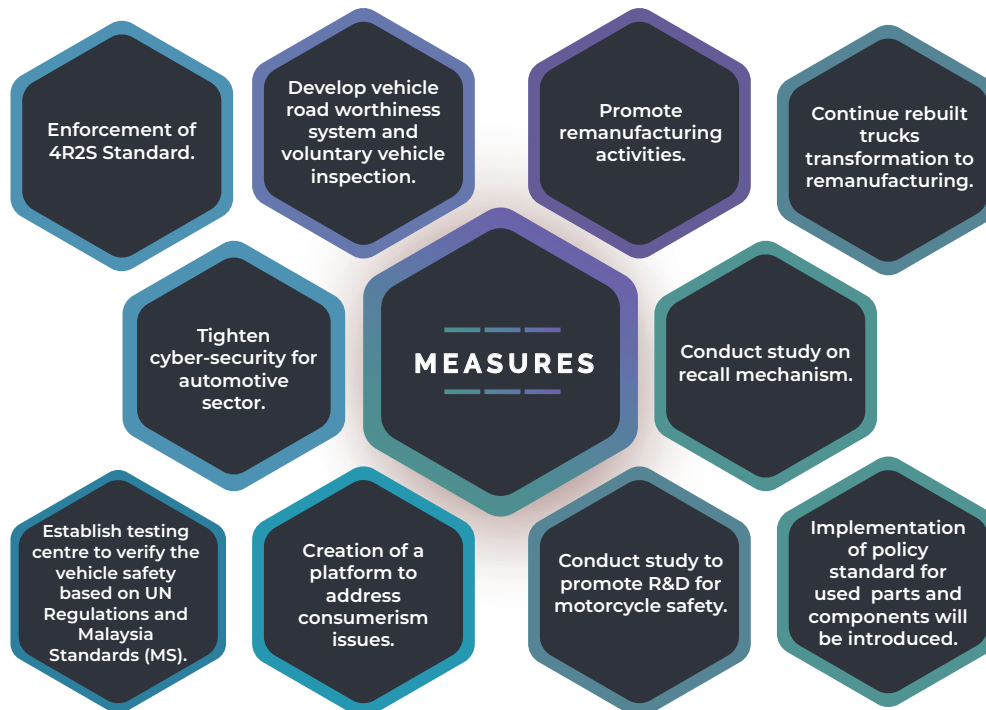 Enforcement of
4R2S Standard.
Develop vehicle
road worthiness
system and
voluntary vehicle
inspection.
Promote
remanufacturing
activities.
Continue rebuilt
trucks
transformation to
remanufacturing.
Tighten
cyber-security for
automotive
sector.
MEASURES
Conduct study on
recall mechanism.
Establish testing
centre to verify the
vehicle safety
based on UN
Regulations and
Malaysia
Standards (MS).
Creation of a
platform to
address
consumerism
issues.
Conduct study to
promote R&D for
motorcycle safety.
Implementation
of policy
standard for
used parts and
components will
be introduced.